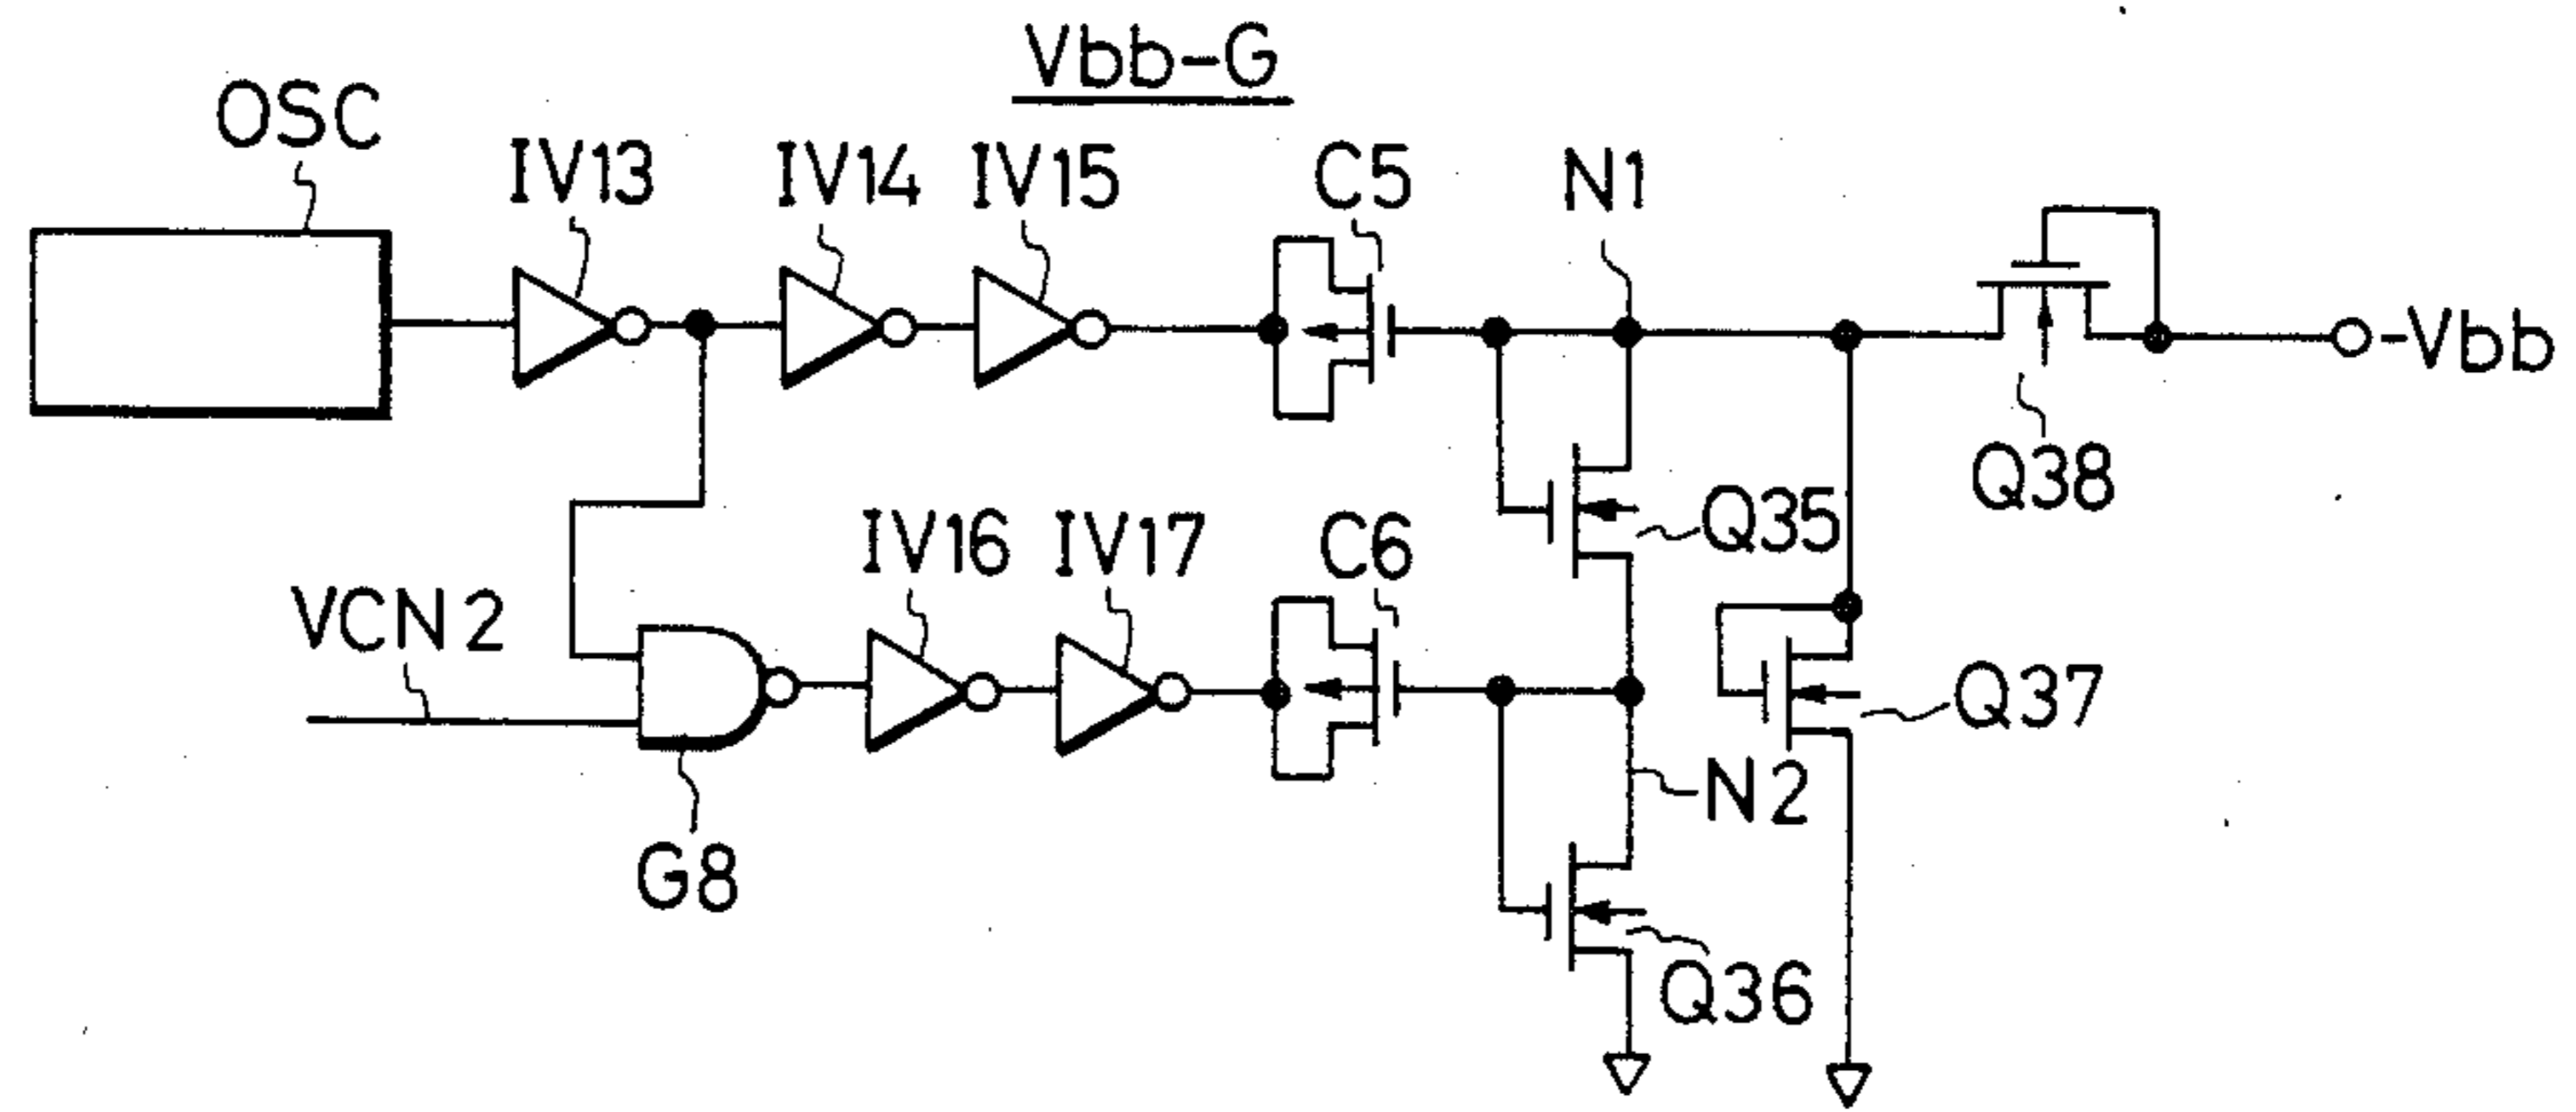 Vbb-G
OSC
IV13
IV14
IV15
C5
N1
-Vbb
Q38
Q35
IV16
IV17
C6
VCN2
Q37
N2
G8
Q36